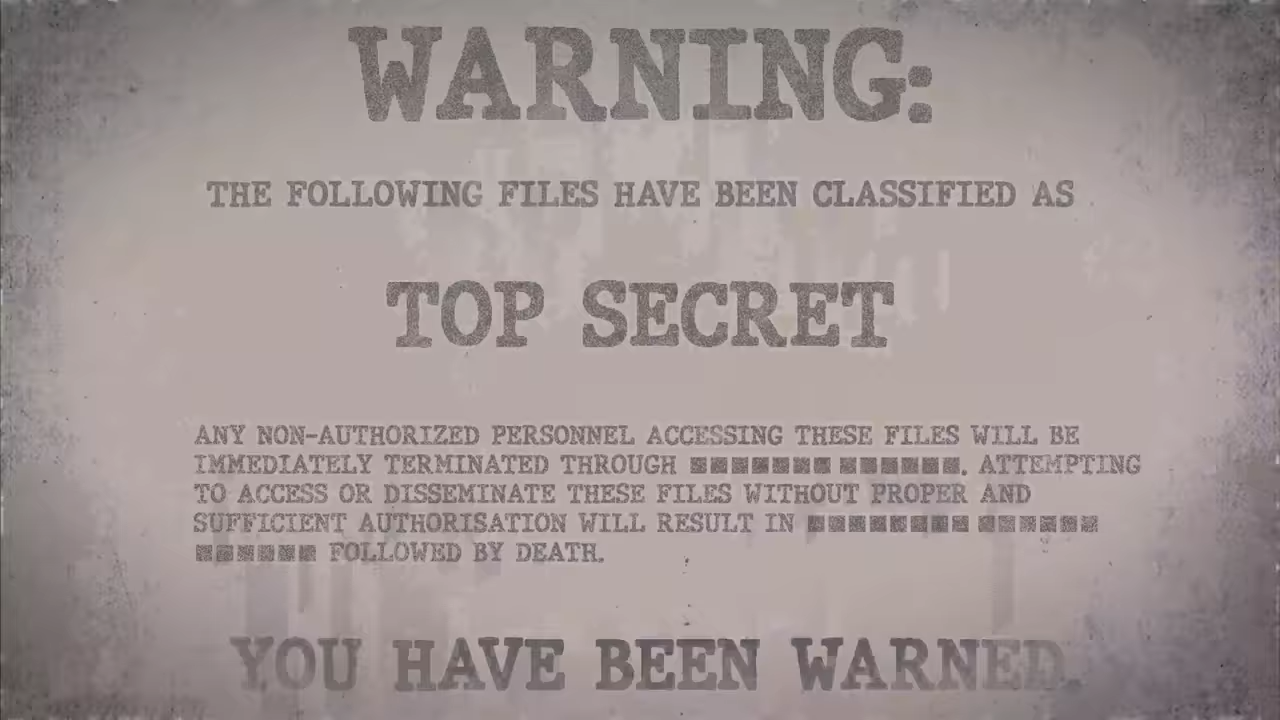 WARNING:
THE FOLLOWING FILES HAVE BEEN CLASSIFIED AS
TOP SECRET
ANY NON-AUTHORIZED PERSONNEL ACCESSING THESE FILES WILL BE
IMMEDIATELY TERMINATED THROUGH ■■■■■■■ ■■■■■■. ATTEMPTING
TO ACCESS OR DISSEMINATE THESE FILES WITHOUT PROPER AND
SUFFICIENT AUTHORISATION WILL RESULT IN ■■■■■■■■ ■■■■■■
■■■■■■ FOLLOWED BY DEATH.
YOU HAVE BEEN WARNED.